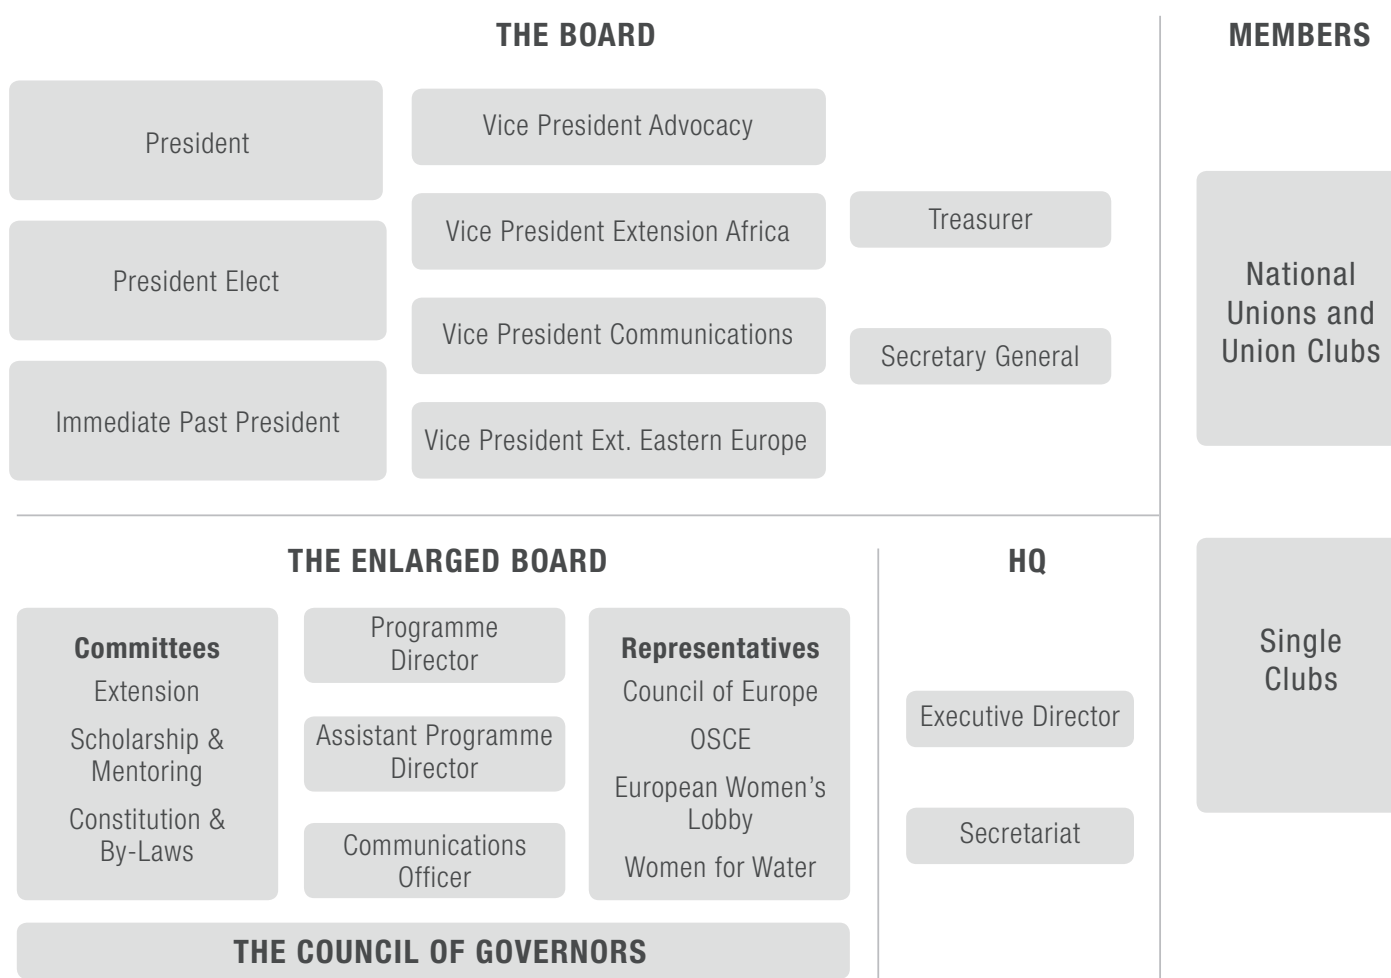 THE BOARD
President
President Elect
Immediate Past President
Vice President Advocacy
Vice President Extension Africa
Vice President Communications
Vice President Ext. Eastern Europe
Treasurer
Secretary General
MEMBERS
National
Unions and
Union Clubs
Single
Clubs
THE ENLARGED BOARD
Committees
Extension
Scholarship &
Mentoring
Constitution &
By-Laws
Programme
Director
Assistant Programme
Director
Communications
Officer
Representatives
Council of Europe
OSCE
European Women’s
Lobby
Women for Water
THE COUNCIL OF GOVERNORS
HQ
Executive Director
Secretariat